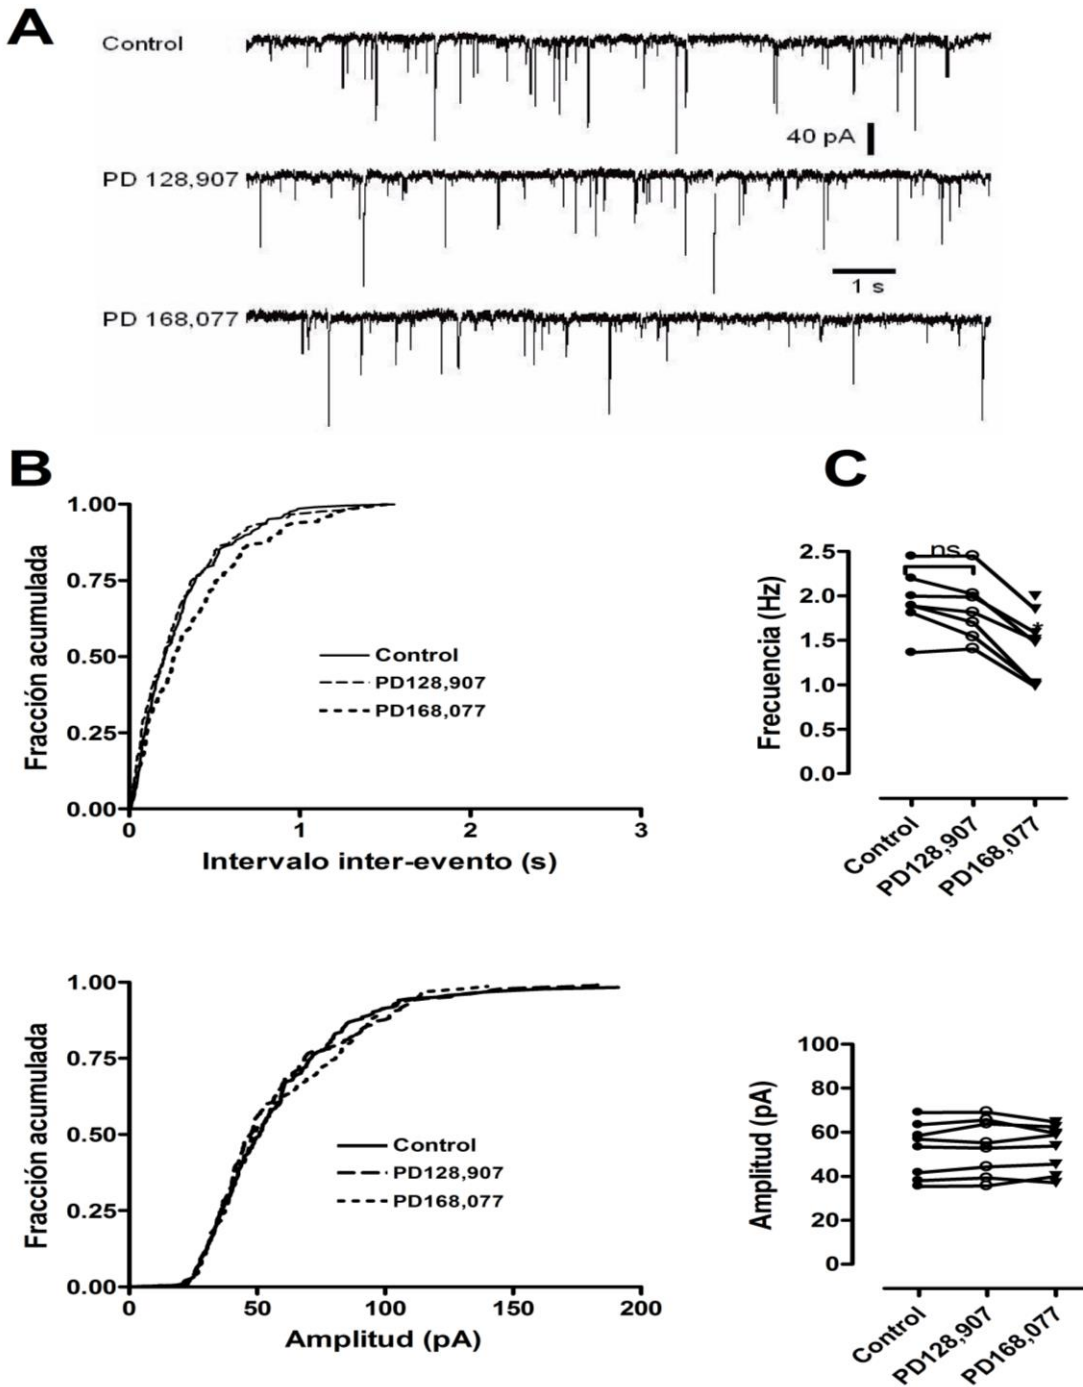 A
Control
40 pA
PD 128,907
1 s
PD 168,077
B
C
1.00
0.75
0.50
0.25
0.00
Fracción acumulada
Control
PD128,907
PD168,077
0
1
2
3
Intervalo inter-evento (s)
2.5
2.0
1.5
1.0
0.5
0.0
Frecuencia (Hz)
ns
*
Control
PD128,907
PD168,077
1.00
0.75
0.50
0.25
0.00
Fracción acumulada
Control
PD128,907
PD168,077
0
50
100
150
200
Amplitud (pA)
100
80
60
40
20
0
Amplitud (pA)
Control
PD128,907
PD168,077